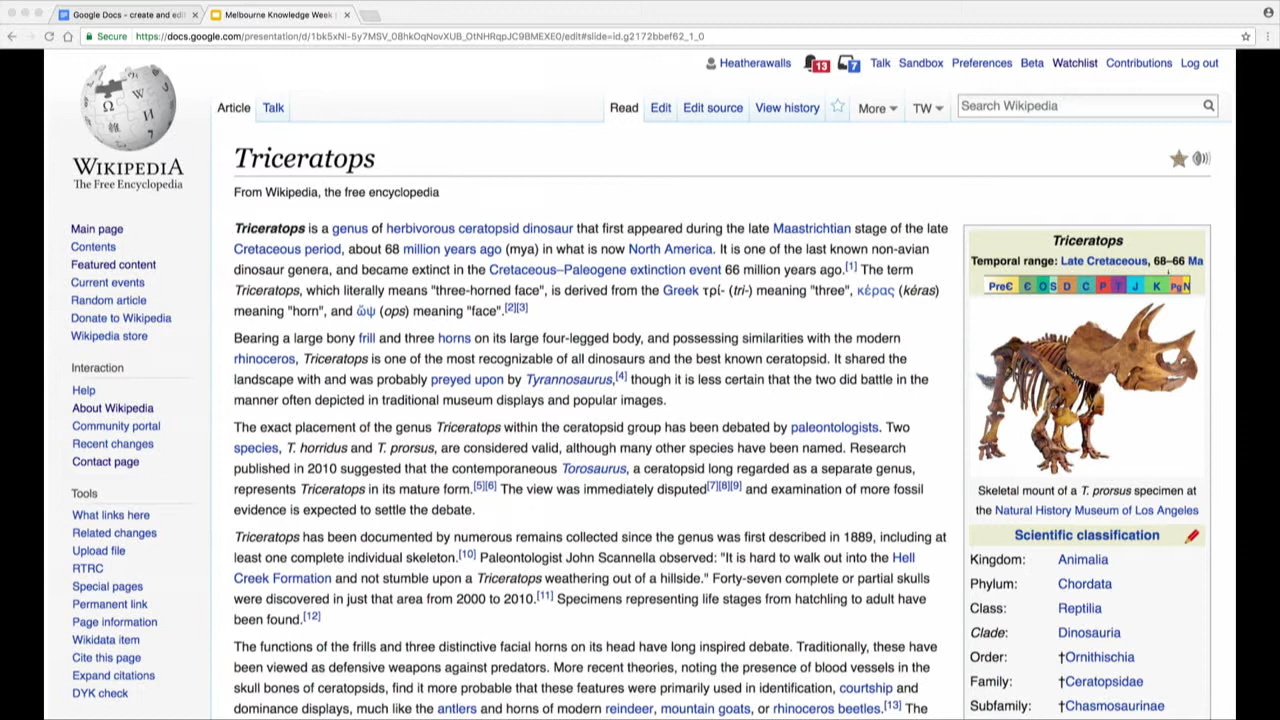 Google Docs - create and edit
Melbourne Knowledge Week
Secure
https://docs.google.com/presentation/d/1bk5xNI-5y7MSV_08hkOqNovXUB_OtNHRqpJC9BMEXE0/edit#slide=id.g2172bbef62_1_0
Heatherawalls 13 7 Talk Sandbox Preferences Beta Watchlist Contributions Log out
Article Talk Read Edit Edit source View history More TW Search Wikipedia
WIKIPEDIA
The Free Encyclopedia
Main page
Contents
Featured content
Current events
Random article
Donate to Wikipedia
Wikipedia store
Interaction
Help
About Wikipedia
Community portal
Recent changes
Contact page
Tools
What links here
Related changes
Upload file
RTRC
Special pages
Permanent link
Page information
Wikidata item
Cite this page
Expand citations
DYK check
Triceratops
From Wikipedia, the free encyclopedia
Triceratops is a genus of herbivorous ceratopsid dinosaur that first appeared during the late Maastrichtian stage of the late
Cretaceous period, about 68 million years ago (mya) in what is now North America. It is one of the last known non-avian
dinosaur genera, and became extinct in the Cretaceous–Paleogene extinction event 66 million years ago.[1] The term
Triceratops, which literally means "three-horned face", is derived from the Greek τρί- (tri-) meaning "three", κέρας (kéras)
meaning "horn", and ὤψ (ops) meaning "face".[2][3]
Bearing a large bony frill and three horns on its large four-legged body, and possessing similarities with the modern
rhinoceros, Triceratops is one of the most recognizable of all dinosaurs and the best known ceratopsid. It shared the
landscape with and was probably preyed upon by Tyrannosaurus,[4] though it is less certain that the two did battle in the
manner often depicted in traditional museum displays and popular images.
The exact placement of the genus Triceratops within the ceratopsid group has been debated by paleontologists. Two
species, T. horridus and T. prorsus, are considered valid, although many other species have been named. Research
published in 2010 suggested that the contemporaneous Torosaurus, a ceratopsid long regarded as a separate genus,
represents Triceratops in its mature form.[5][6] The view was immediately disputed[7][8][9] and examination of more fossil
evidence is expected to settle the debate.
Triceratops has been documented by numerous remains collected since the genus was first described in 1889, including at
least one complete individual skeleton.[10] Paleontologist John Scannella observed: "It is hard to walk out into the Hell
Creek Formation and not stumble upon a Triceratops weathering out of a hillside." Forty-seven complete or partial skulls
were discovered in just that area from 2000 to 2010.[11] Specimens representing life stages from hatchling to adult have
been found.[12]
The functions of the frills and three distinctive facial horns on its head have long inspired debate. Traditionally, these have
been viewed as defensive weapons against predators. More recent theories, noting the presence of blood vessels in the
skull bones of ceratopsids, find it more probable that these features were primarily used in identification, courtship and
dominance displays, much like the antlers and horns of modern reindeer, mountain goats, or rhinoceros beetles.[13] The
Triceratops
Temporal range: Late Cretaceous, 68–66 Ma
PreЄ Є O S D C P T J K Pg N
Skeletal mount of a T. prorsus specimen at
the Natural History Museum of Los Angeles
Scientific classification
Kingdom: Animalia
Phylum: Chordata
Class: Reptilia
Clade: Dinosauria
Order: †Ornithischia
Family: †Ceratopsidae
Subfamily: †Chasmosaurinae